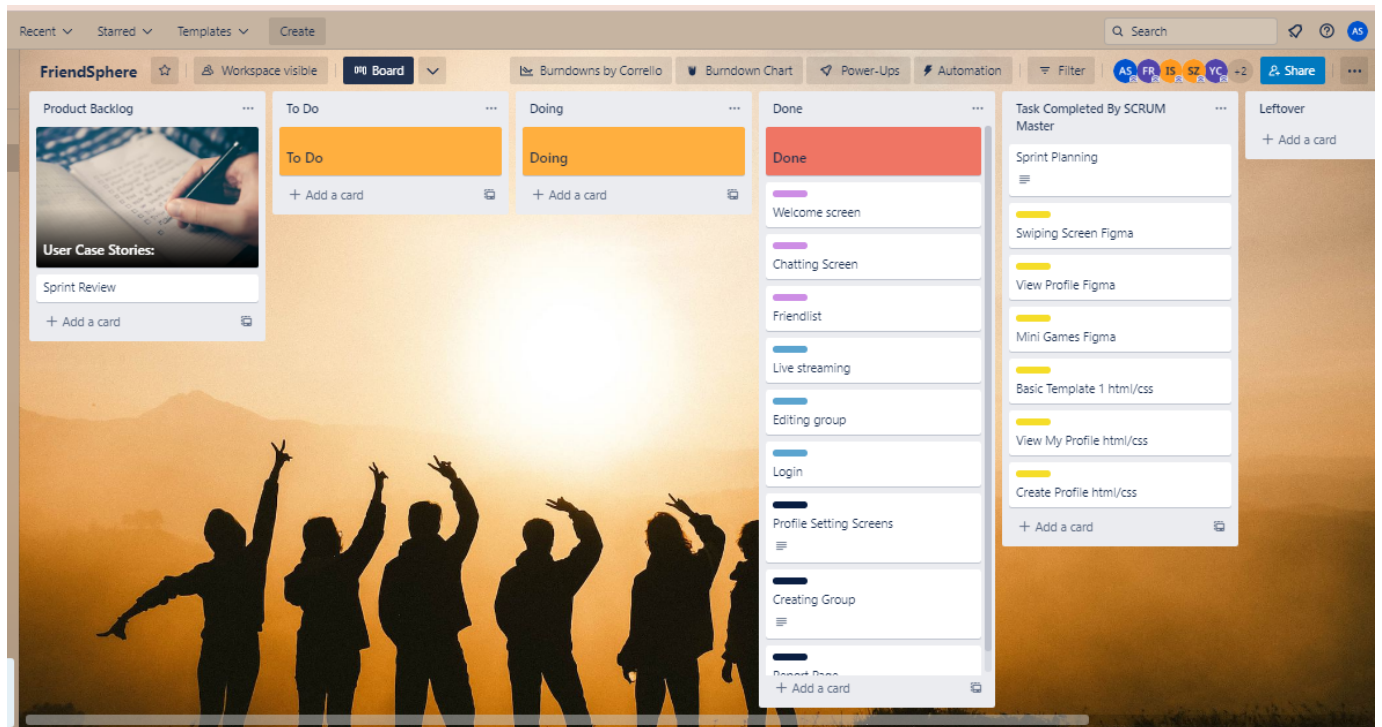 Recent Starred Templates Create Search AS
FriendSphere Workspace visible Board Burndowns by Corrello Burndown Chart Power-Ups Automation Filter AS FR IS SZ YC +2 Share
Product Backlog
User Case Stories:
Sprint Review
+ Add a card
To Do
To Do
+ Add a card
Doing
Doing
+ Add a card
Done
Done
Welcome screen
Chatting Screen
Friendlist
Live streaming
Editing group
Login
Profile Setting Screens
Creating Group
Report Page
+ Add a card
Task Completed By SCRUM
Master
Sprint Planning
Swiping Screen Figma
View Profile Figma
Mini Games Figma
Basic Template 1 html/css
View My Profile html/css
Create Profile html/css
+ Add a card
Leftover
+ Add a card